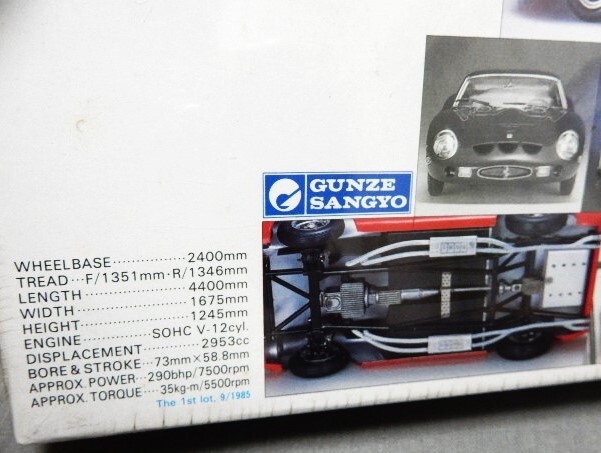 GUNZE
SANGYO
WHEELBASE··············2400mm
TREAD···F/1351mm·R/1346mm
LENGTH···················4400mm
WIDTH····················1675mm
HEIGHT···················1245mm
ENGINE············SOHC V-12cyl.
DISPLACEMENT·······2953cc
BORE & STROKE···73mm×58.8mm
APPROX. POWER···290bhp/7500rpm
APPROX. TORQUE····35kg-m/5500rpm
The 1st lot. 9/1985